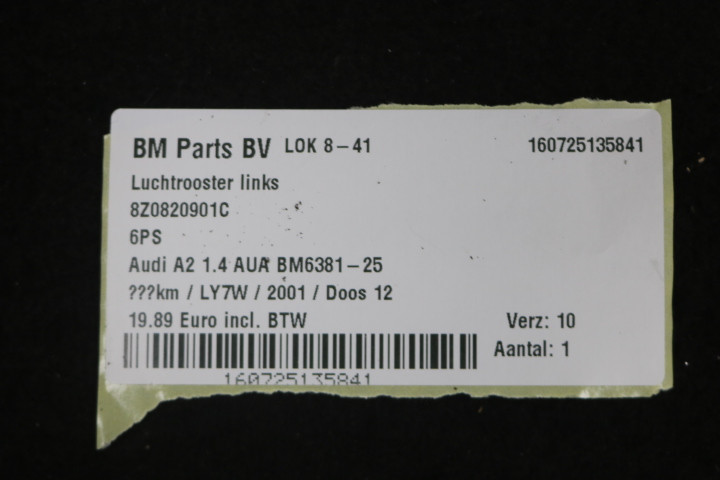 BM Parts BV LOK 8-41 160725135841
Luchtrooster links
8Z0820901C
6PS
Audi A2 1.4 AUA BM6381-25
???km / LY7W / 2001 / Doos 12
19.89 Euro incl. BTW Verz: 10
Aantal: 1
160725135841